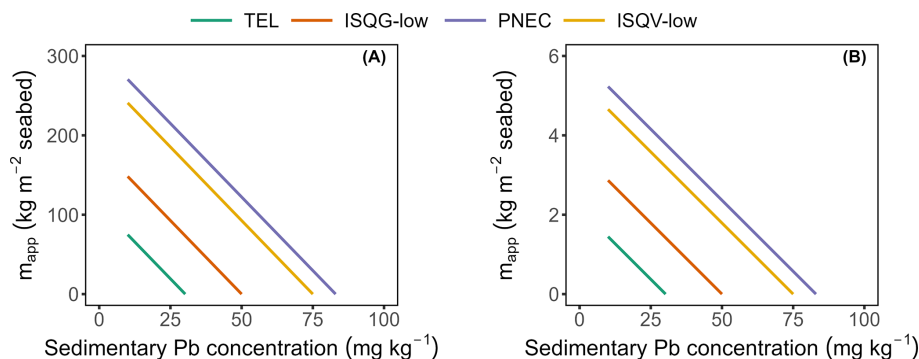 TEL ISQG-low PNEC ISQV-low
(A)
m_app (kg m⁻² seabed)
300
200
100
0
0 25 50 75 100
Sedimentary Pb concentration (mg kg⁻¹)
(B)
m_app (kg m⁻² seabed)
6
4
2
0
0 25 50 75 100
Sedimentary Pb concentration (mg kg⁻¹)